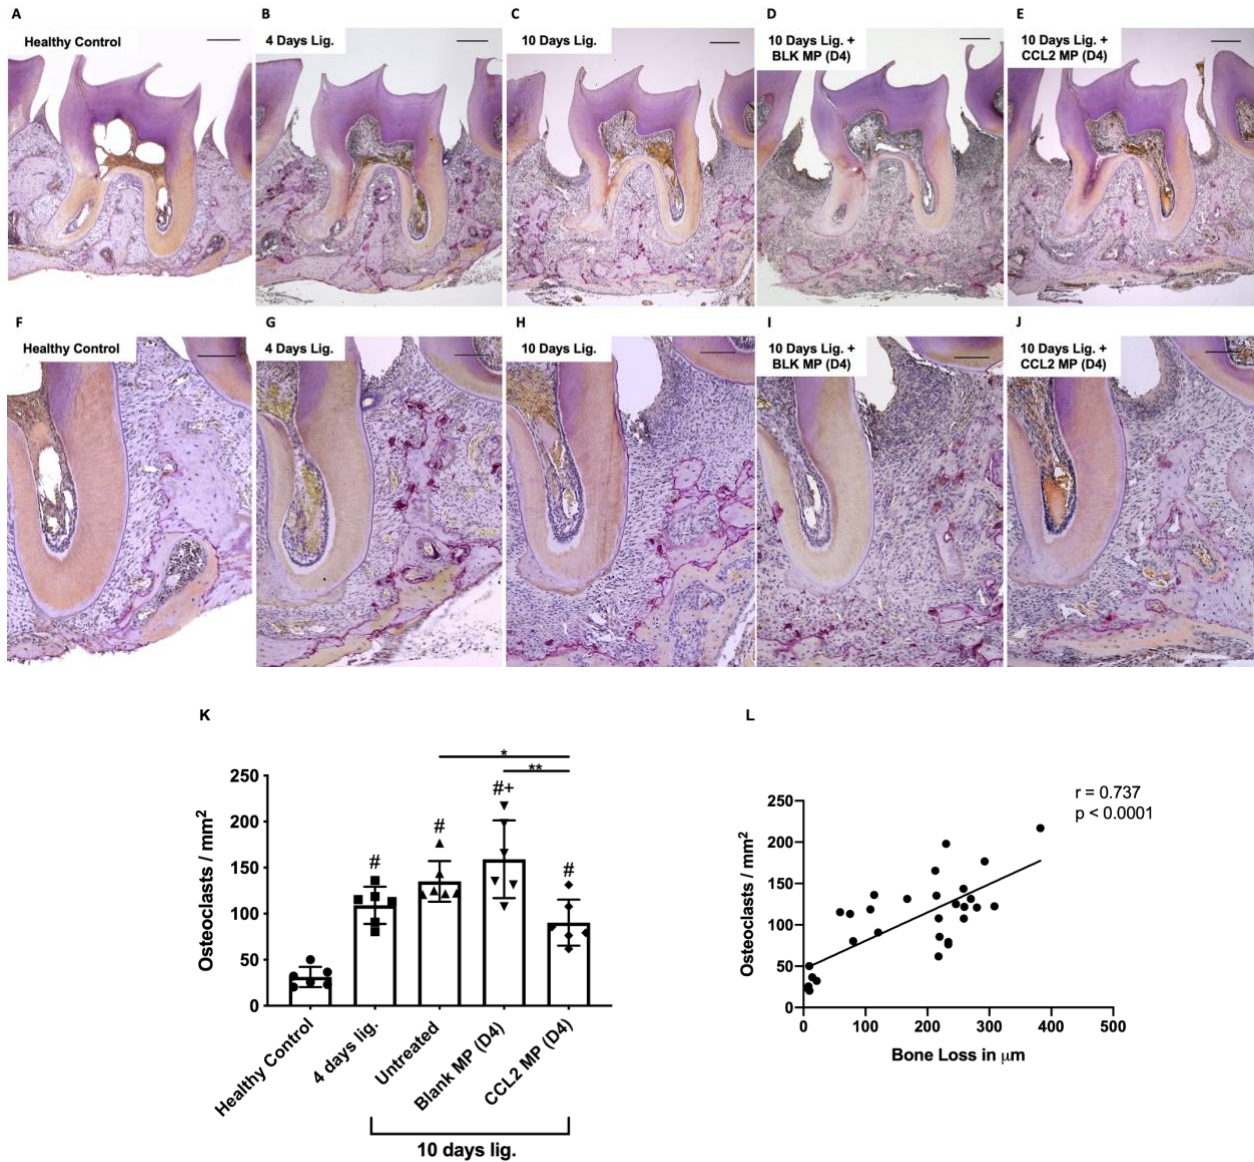 A
B
C
D
E
Healthy Control
4 Days Lig.
10 Days Lig.
10 Days Lig. +
BLK MP (D4)
10 Days Lig. +
CCL2 MP (D4)
F
G
H
I
J
Healthy Control
4 Days Lig.
10 Days Lig.
10 Days Lig. +
BLK MP (D4)
10 Days Lig. +
CCL2 MP (D4)
K
*
**
#+
#
#
#
250
200
150
100
50
0
Osteoclasts / mm²
Healthy Control
4 days lig.
Untreated
Blank MP (D4)
CCL2 MP (D4)
10 days lig.
L
r = 0.737
p < 0.0001
250
200
150
100
50
0
Osteoclasts / mm²
0 100 200 300 400 500
Bone Loss in μm